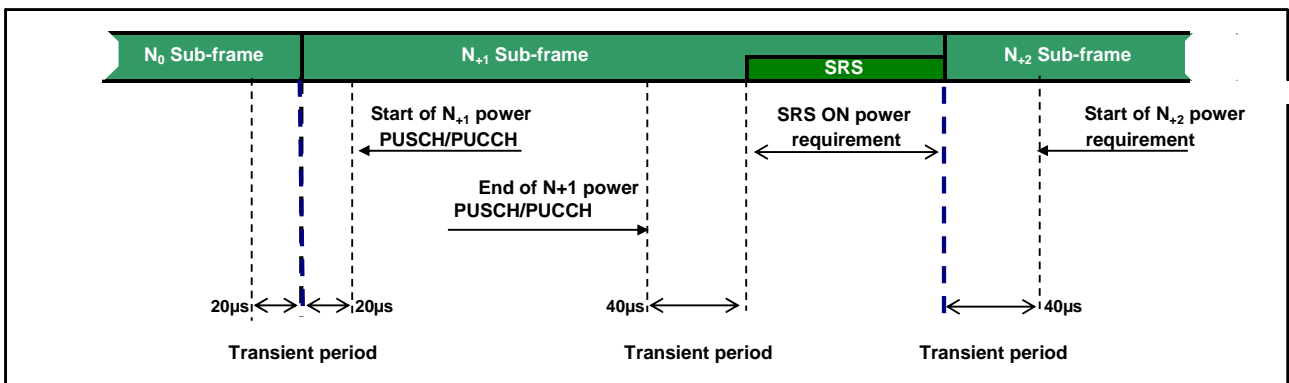 N0 Sub-frame
N+1 Sub-frame
SRS
N+2 Sub-frame
Start of N+1 power
PUSCH/PUCCH
SRS ON power
requirement
Start of N+2 power
requirement
End of N+1 power
PUSCH/PUCCH
20µs
20µs
40µs
40µs
Transient period
Transient period
Transient period